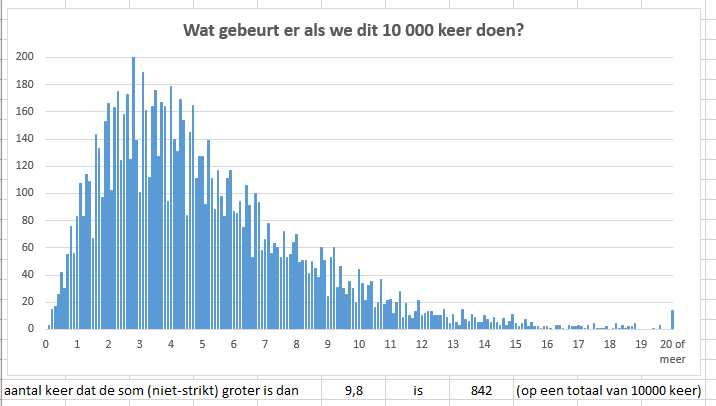 Wat gebeurt er als we dit 10 000 keer doen?
200
180
160
140
120
100
80
60
40
20
0
0 1 2 3 4 5 6 7 8 9 10 11 12 13 14 15 16 17 18 19 20 of
meer
aantal keer dat de som (niet-strikt) groter is dan 9,8 is 842 (op een totaal van 10000 keer)